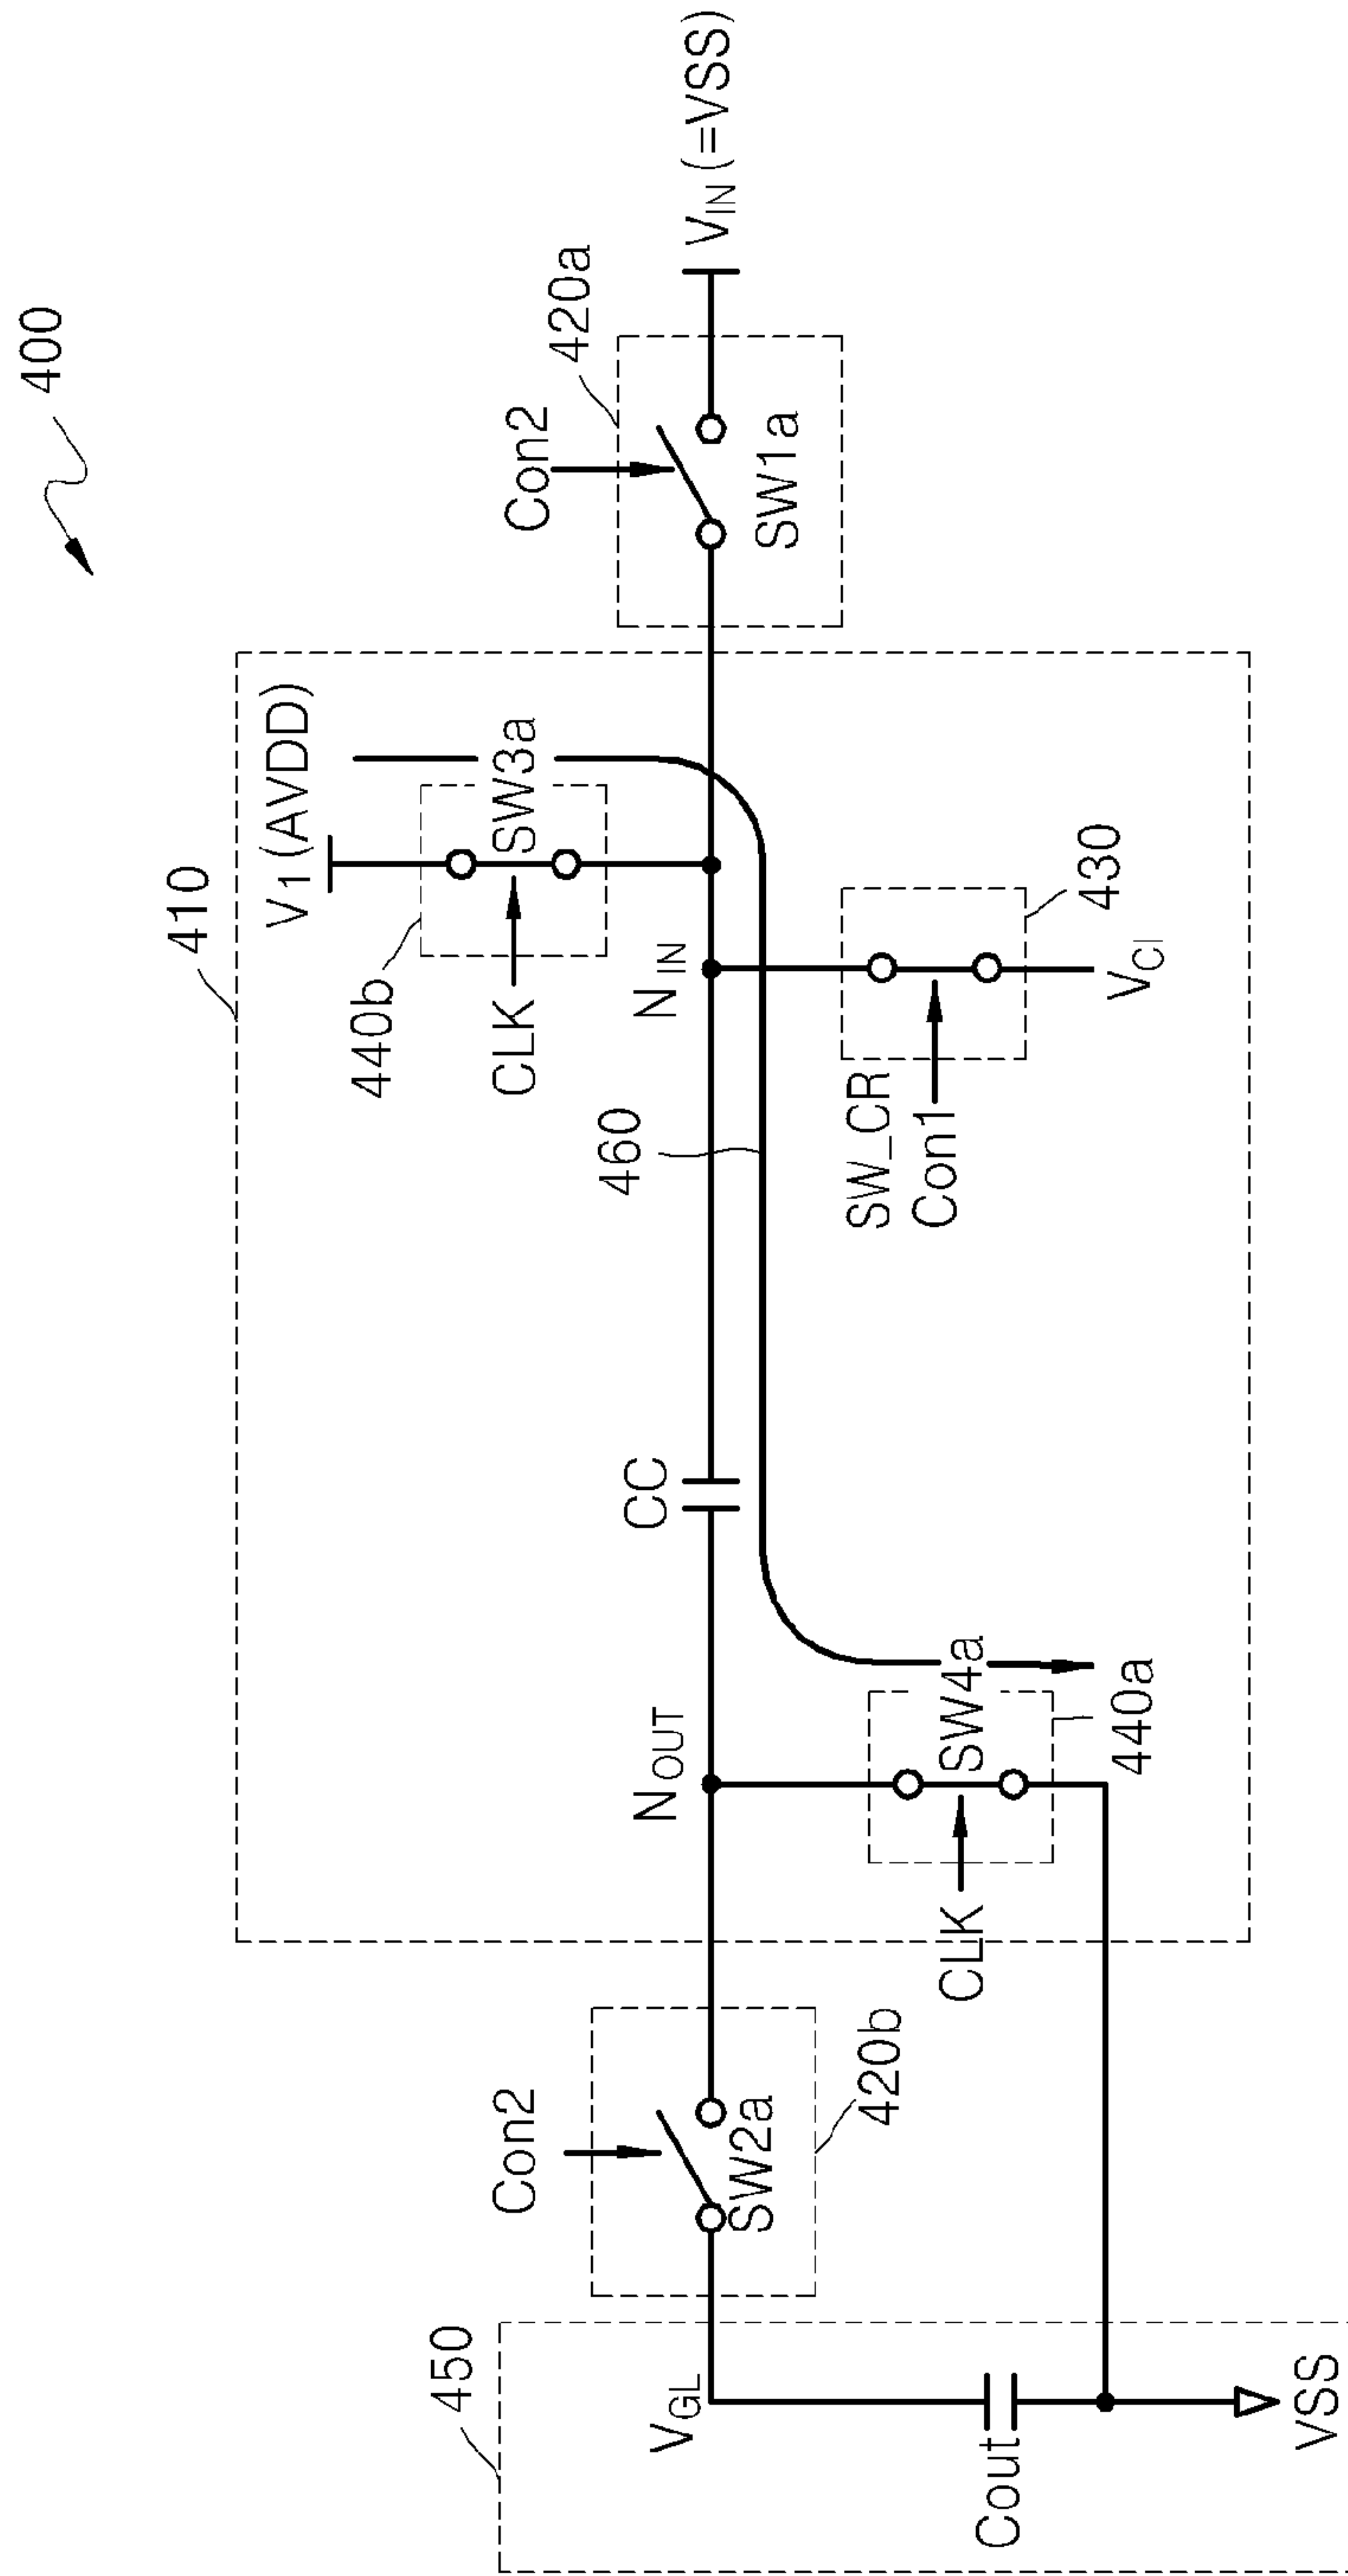 400
410
V1 (AVDD)
440b
SW3a
CLK
Con2
420a
SW1a
VIN (=VSS)
NIN
460
SW_CR
Con1
430
VCI
CC
NOUT
SW4a
CLK
440a
Con2
SW2a
420b
450
VGL
Cout
VSS